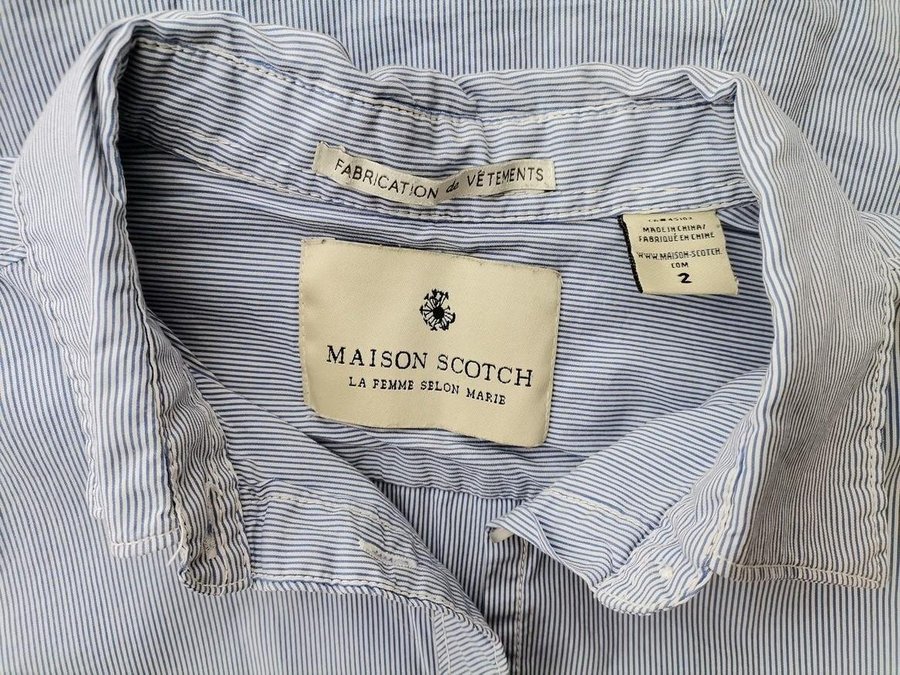 FABRICATION de VÊTEMENTS
MADE IN CHINA/
FABRIQUÉ EN CHINE
WWW.MAISON-SCOTCH.
COM
2
MAISON SCOTCH
LA FEMME SELON MARIE